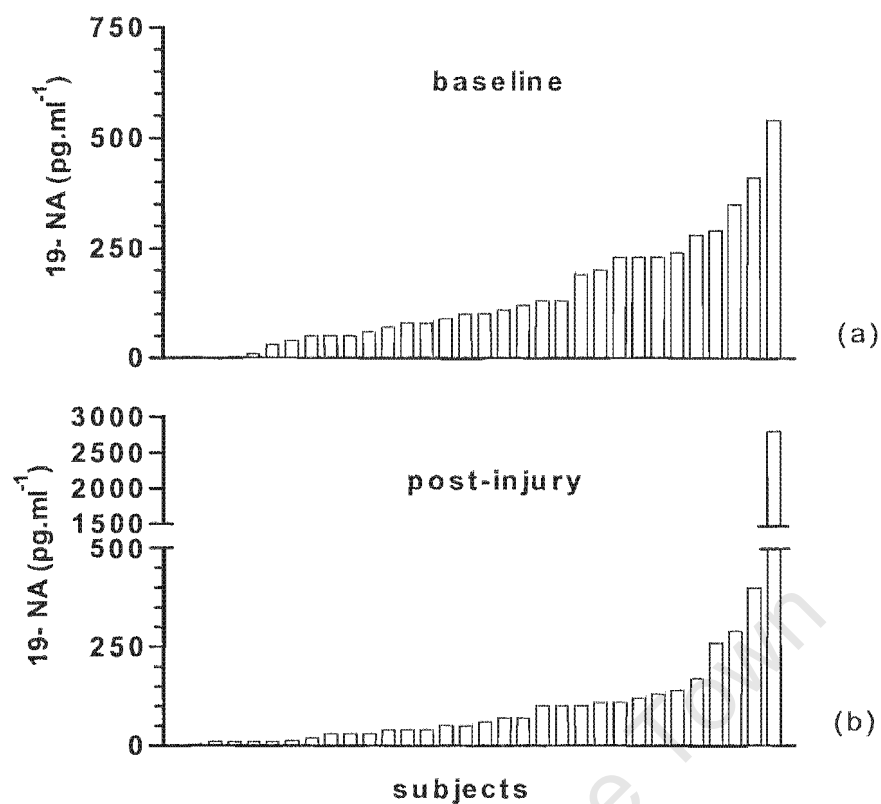 750
500
250
0
19- NA (pg.ml-1)
baseline
(a)
3000
2500
2000
1500
500
250
0
19- NA (pg.ml-1)
post-injury
(b)
subjects
e Town